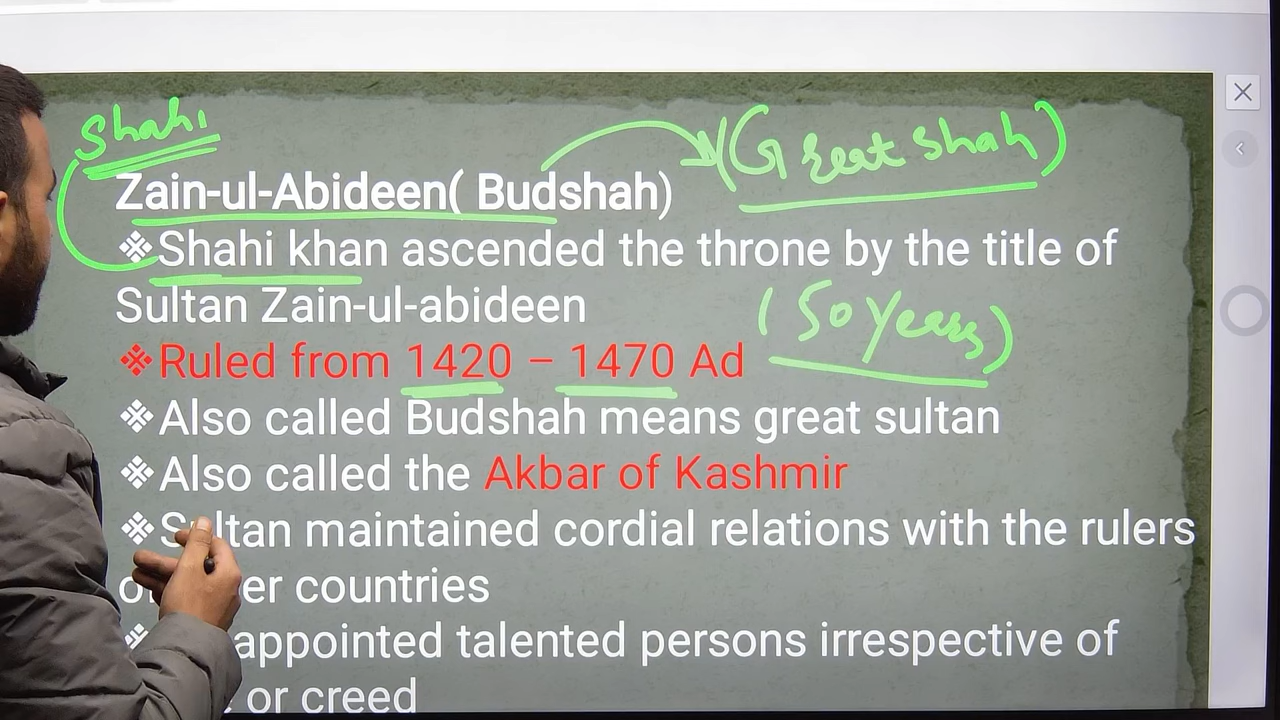 Shahi
(Great Shah)
Zain-ul-Abideen( Budshah)
❖Shahi khan ascended the throne by the title of
Sultan Zain-ul-abideen
(50 Years)
❖Ruled from 1420 – 1470 Ad
❖Also called Budshah means great sultan
❖Also called the Akbar of Kashmir
❖Sultan maintained cordial relations with the rulers
countries
appointed talented persons irrespective of
or creed